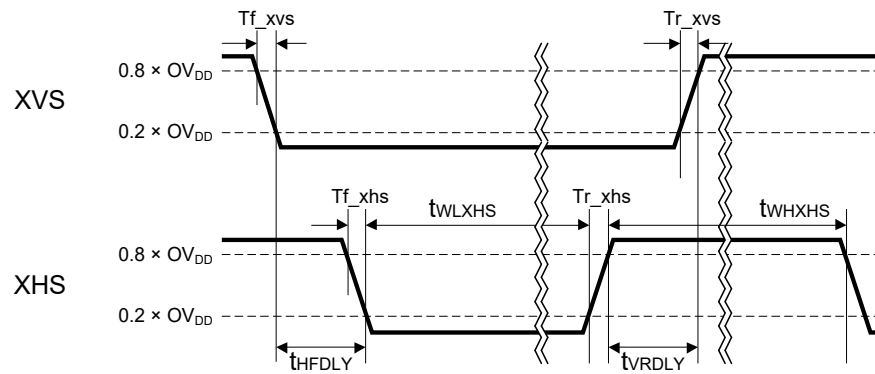 Tf_xvs Tr_xvs
0.8 × OVDD
XVS
0.2 × OVDD
Tf_xhs tWLXHS Tr_xhs tWHXHS
0.8 × OVDD
XHS
0.2 × OVDD
tHFDLY tVRDLY